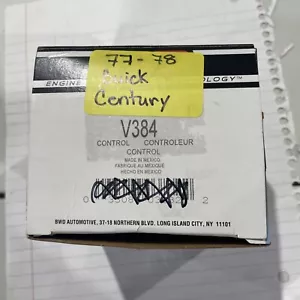 77-78
Buick
Century
ENGINE
OLOGY™
V384
CONTROL CONTROLEUR
CONTROL
MADE IN MEXICO
FABRIQUE AU MEXIQUE
HECHO EN MEXICO
BWD AUTOMOTIVE, 37-18 NORTHERN BLVD. LONG ISLAND CITY, NY 11101